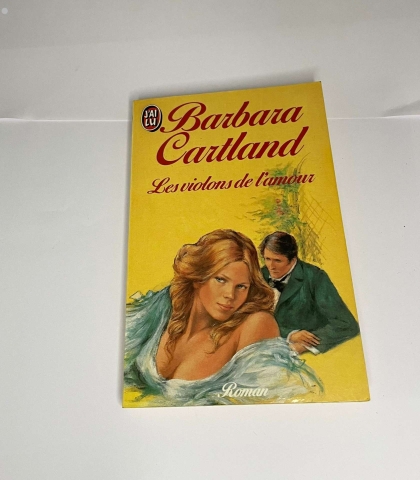 J'AI
LU
Barbara
Cartland
Les violons de l'amour
Roman